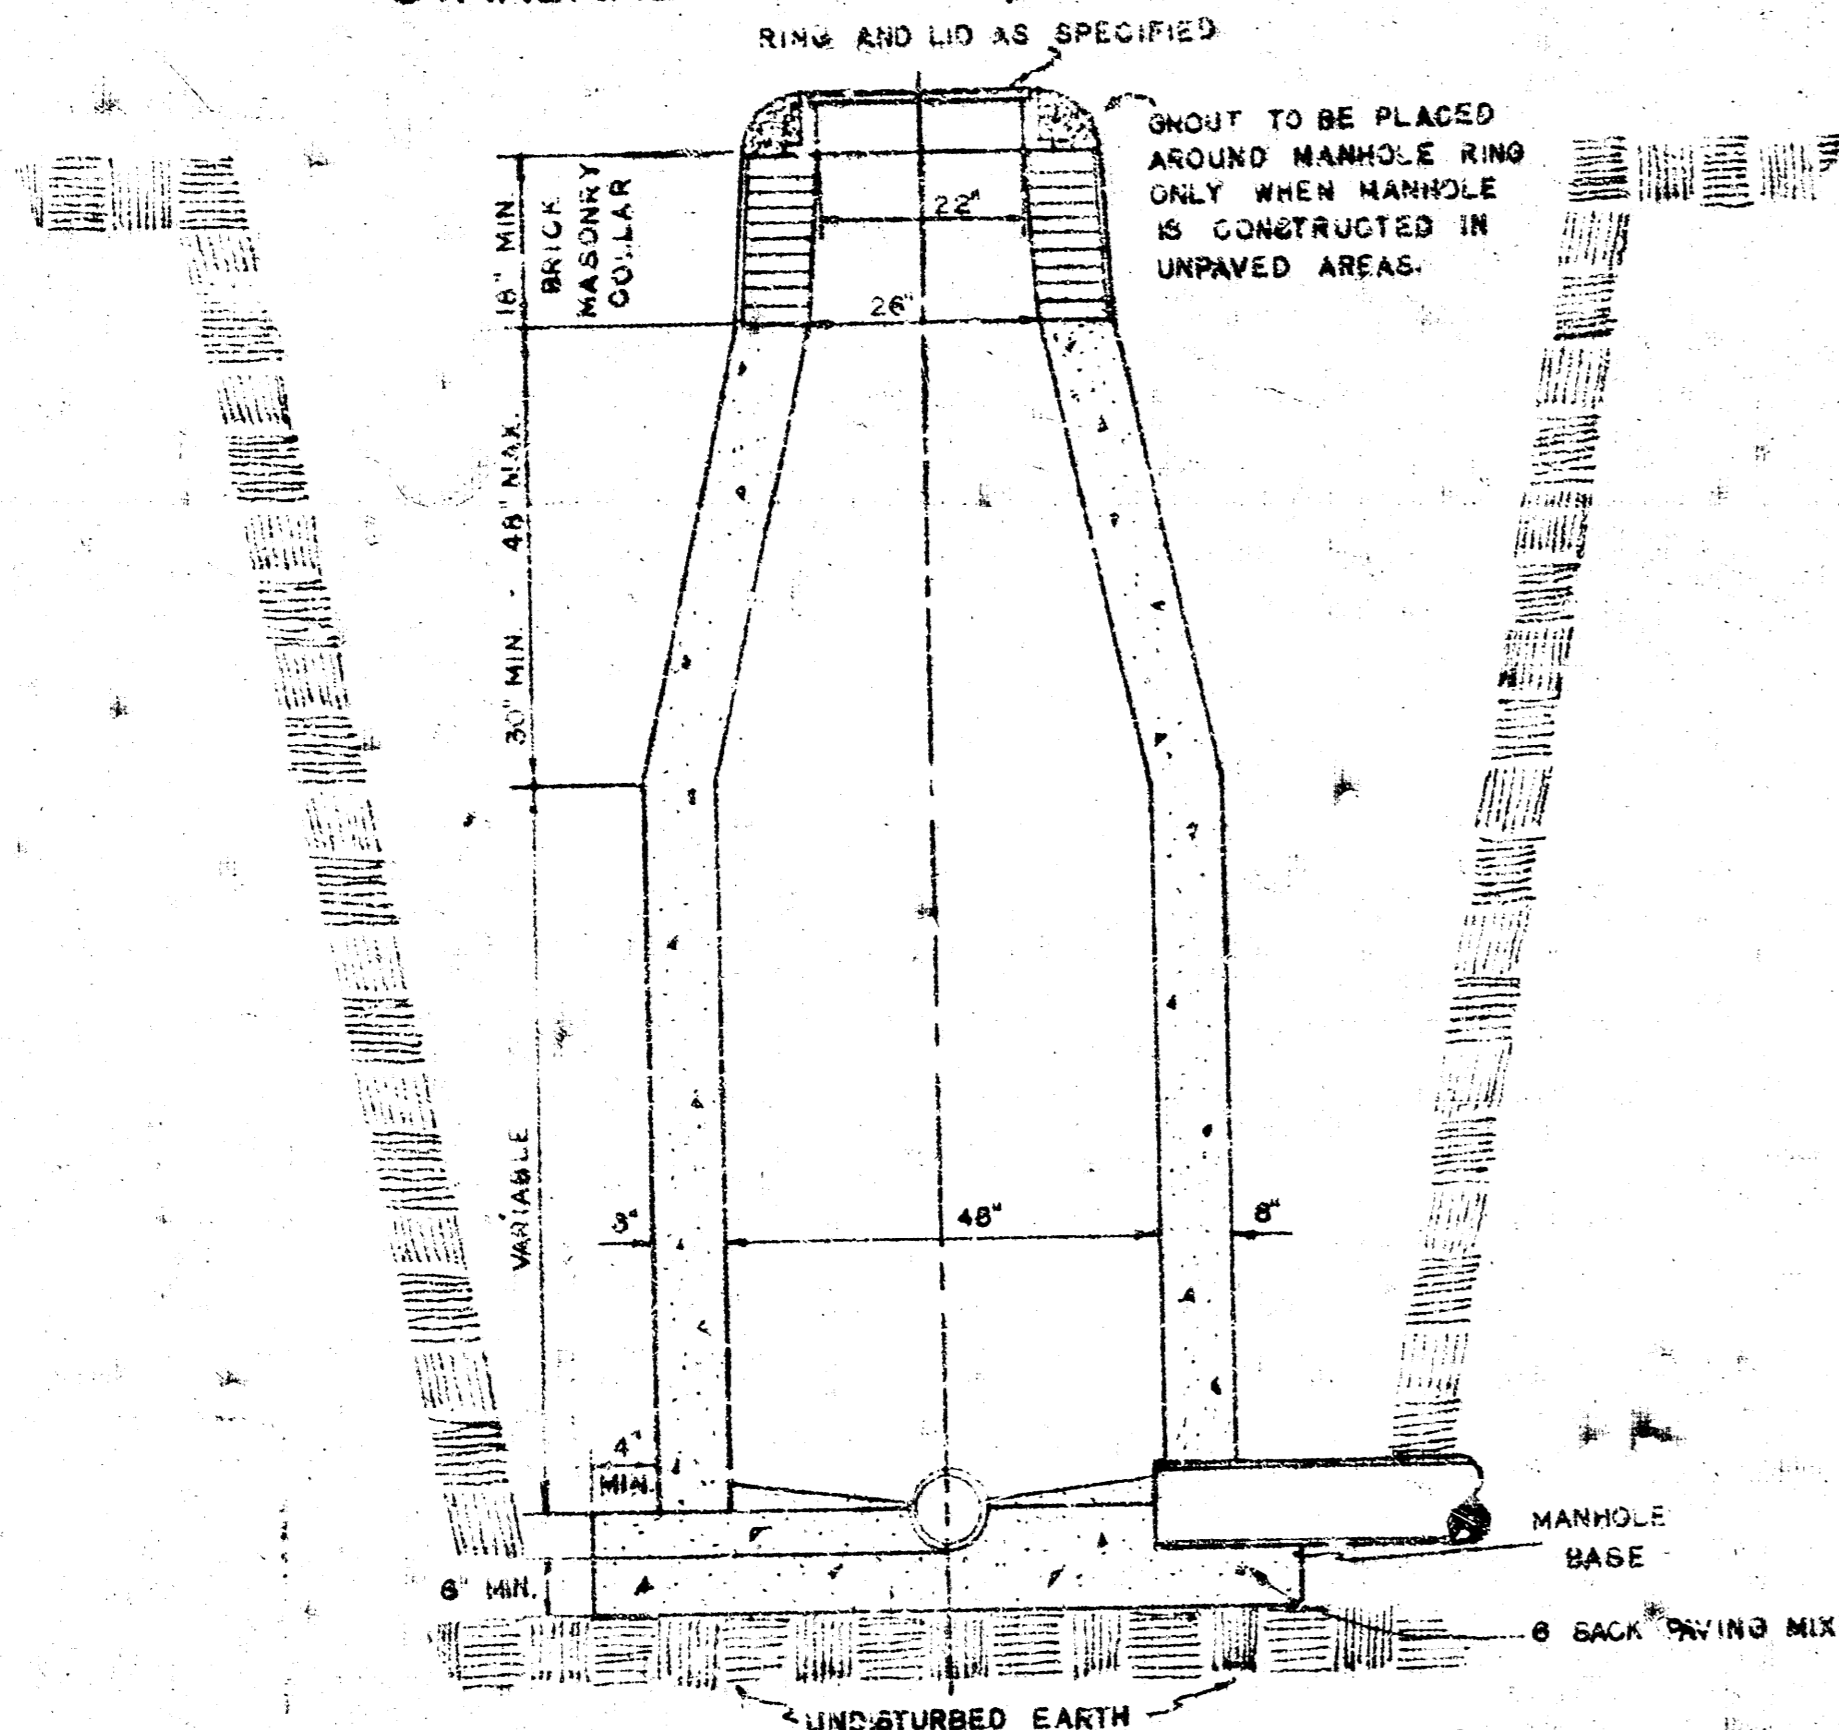 RING AND LID AS SPECIFIED
GROUT TO BE PLACED
AROUND MANHOLE RING
ONLY WHEN MANHOLE
IS CONSTRUCTED IN
UNPAVED AREAS.
18" MIN
BRICK
MASONRY
COLLAR
22"
26"
30" MIN. - 48" MAX.
VARIABLE
8"
48"
8"
4"
MIN.
6" MIN.
MANHOLE
BASE
6 SACK PAVING MIX
UNDISTURBED EARTH